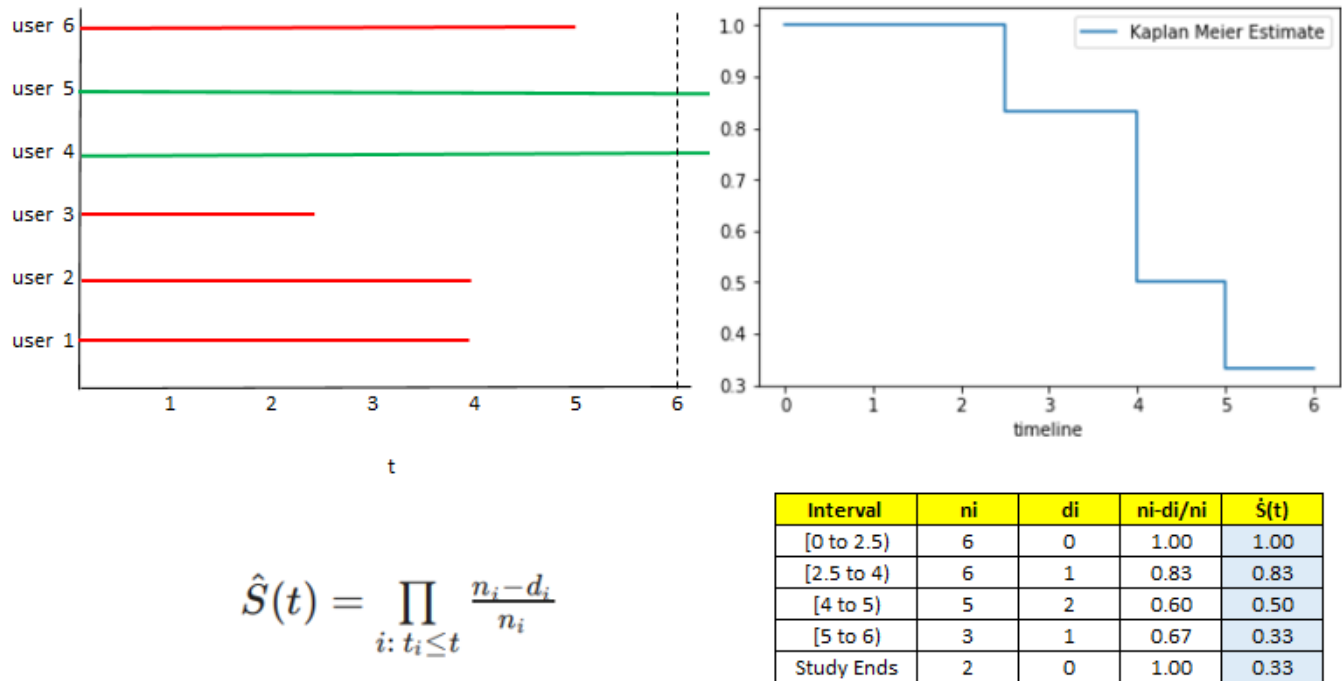 user 6
user 5
user 4
user 3
user 2
user 1
1 2 3 4 5 6
t
Kaplan Meier Estimate
1.0
0.9
0.8
0.7
0.6
0.5
0.4
0.3
0 1 2 3 4 5 6
timeline
Ŝ(t) = ∏ i: tᵢ≤t (nᵢ−dᵢ)/nᵢ
Interval ni di ni-di/ni Ṡ(t)
[0 to 2.5) 6 0 1.00 1.00
[2.5 to 4) 6 1 0.83 0.83
[4 to 5) 5 2 0.60 0.50
[5 to 6) 3 1 0.67 0.33
Study Ends 2 0 1.00 0.33